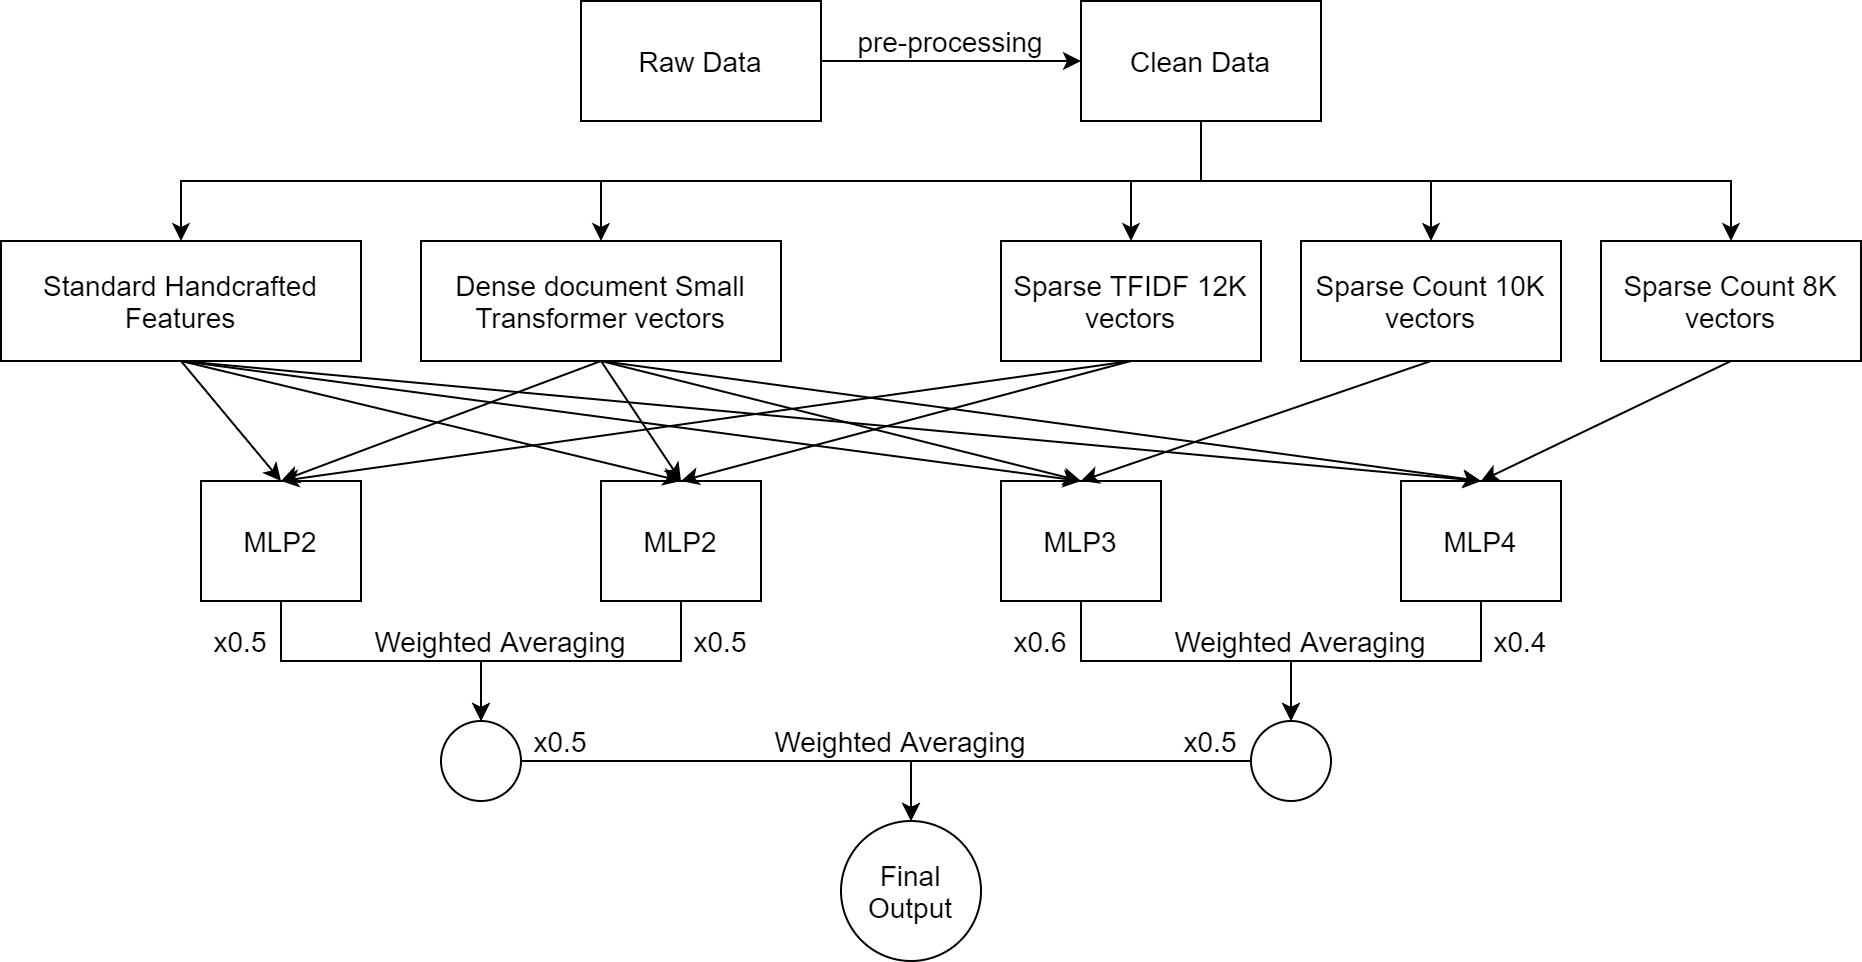 Raw Data
pre-processing
Clean Data
Standard Handcrafted
Features
Dense document Small
Transformer vectors
Sparse TFIDF 12K
vectors
Sparse Count 10K
vectors
Sparse Count 8K
vectors
MLP2
MLP2
MLP3
MLP4
x0.5
Weighted Averaging
x0.5
x0.6
Weighted Averaging
x0.4
x0.5
Weighted Averaging
x0.5
Final
Output